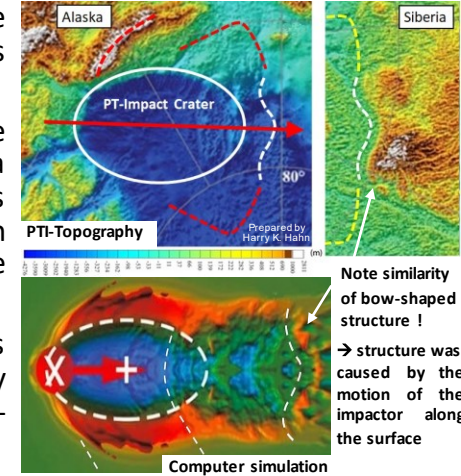 Alaska
Siberia
PT-Impact Crater
80°
PTI-Topography
Prepared by
Harry K. Hahn
(m)
Note similarity
of bow-shaped
structure !
→ structure was
caused by the
motion of the
impactor along
the surface
Computer simulation